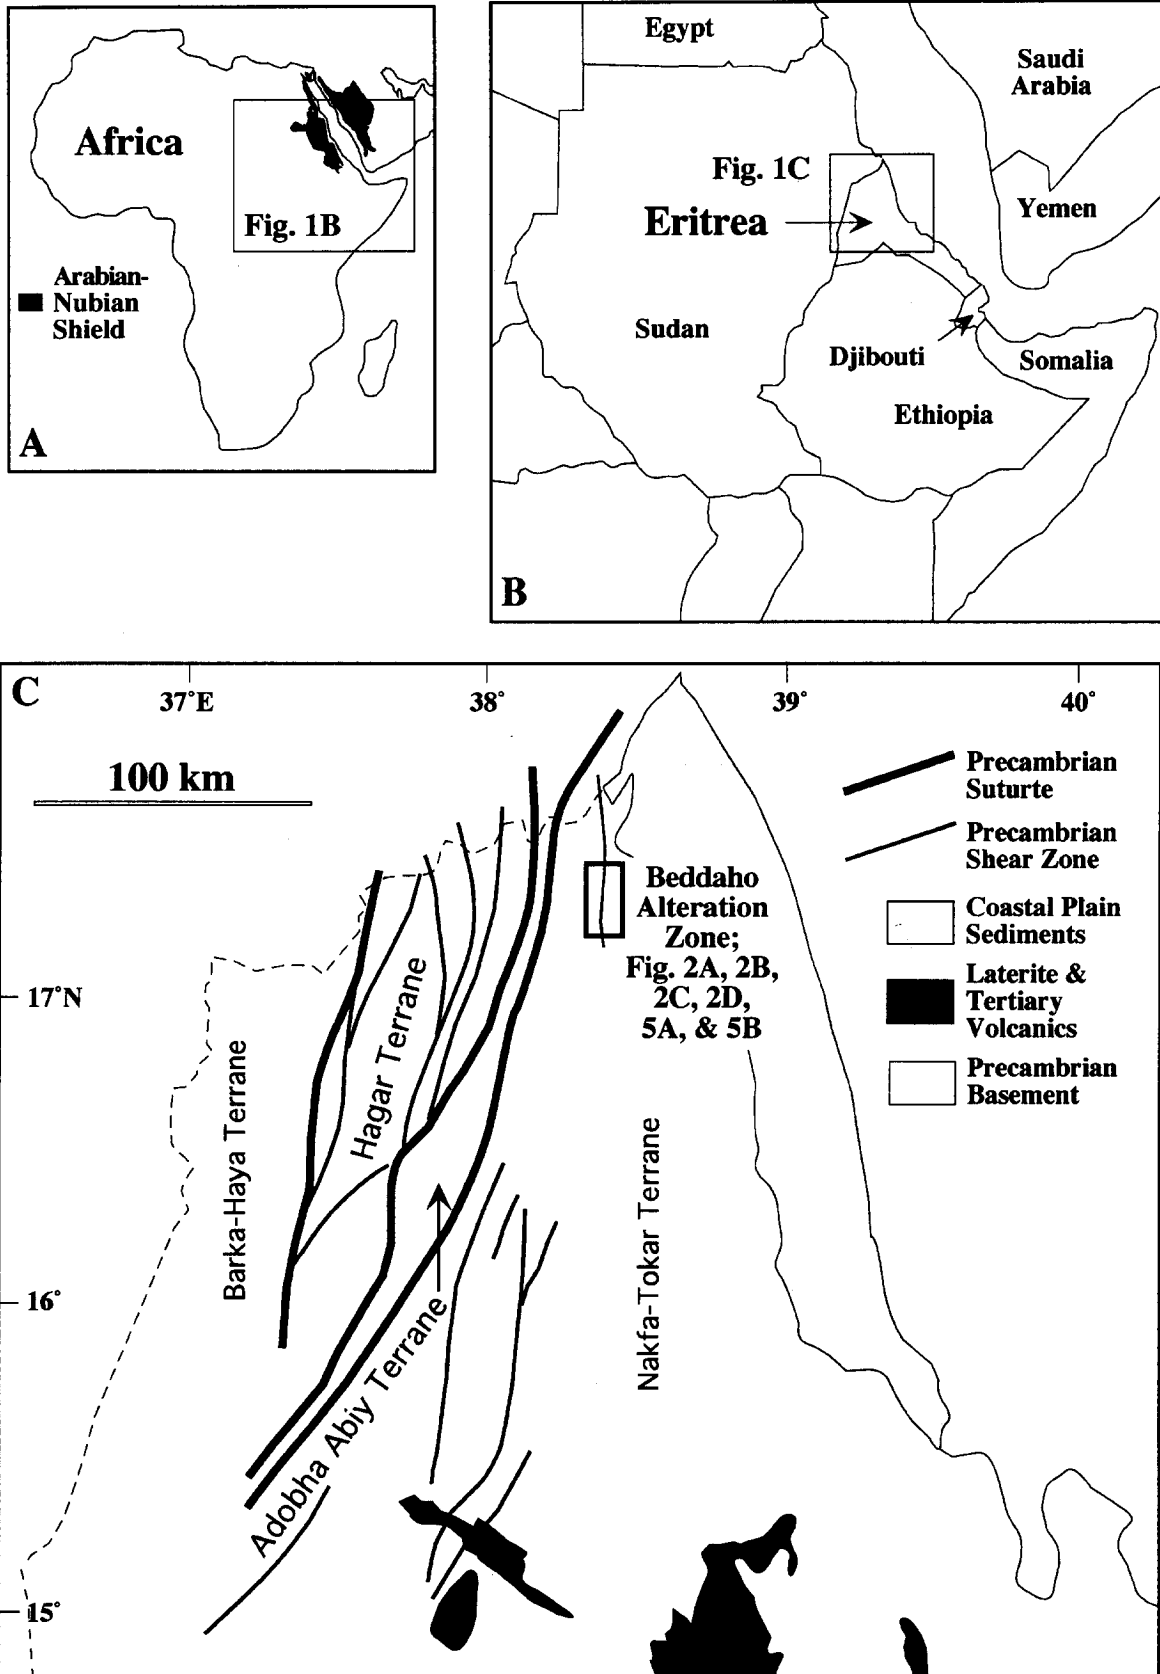 Africa
Fig. 1B
Arabian-
Nubian
Shield
A
Egypt
Saudi
Arabia
Fig. 1C
Eritrea
Yemen
Sudan
Djibouti
Somalia
Ethiopia
B
C
37°E
38°
39°
40°
100 km
Precambrian
Suturte
Precambrian
Shear Zone
Coastal Plain
Sediments
Laterite &
Tertiary
Volcanics
Precambrian
Basement
Beddaho
Alteration
Zone;
Fig. 2A, 2B,
2C, 2D,
5A, & 5B
17°N
16°
15°
Barka-Haya Terrane
Hagar Terrane
Adobha Abiy Terrane
Nakfa-Tokar Terrane